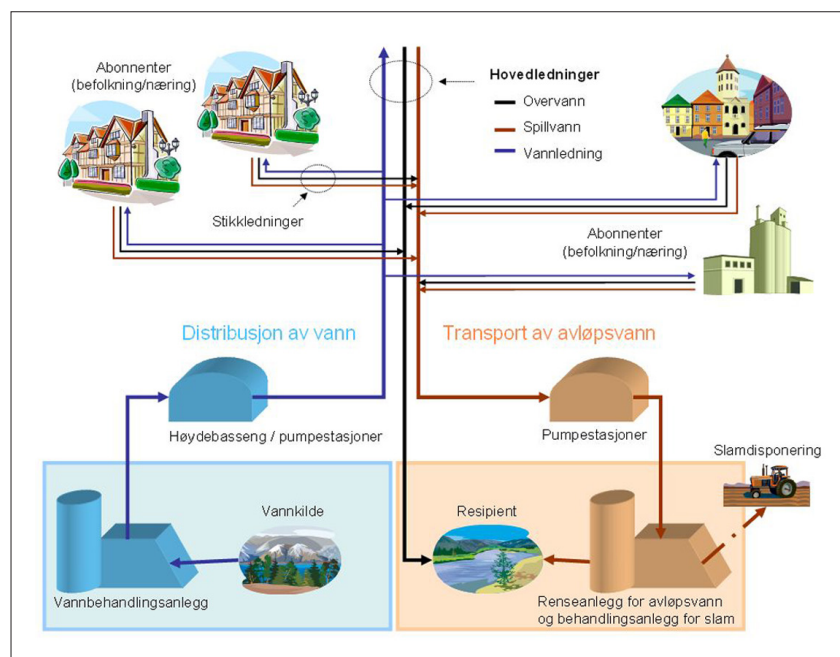 Abonnenter
(befolkning/næring)
Hovedledninger
Overvann
Spillvann
Vannledning
Stikkledninger
Abonnenter
(befolkning/næring)
Distribusjon av vann
Transport av avløpsvann
Høydebasseng / pumpestasjoner
Pumpestasjoner
Slamdisponering
Vannkilde
Resipient
Vannbehandlingsanlegg
Renseanlegg for avløpsvann
og behandlingsanlegg for slam